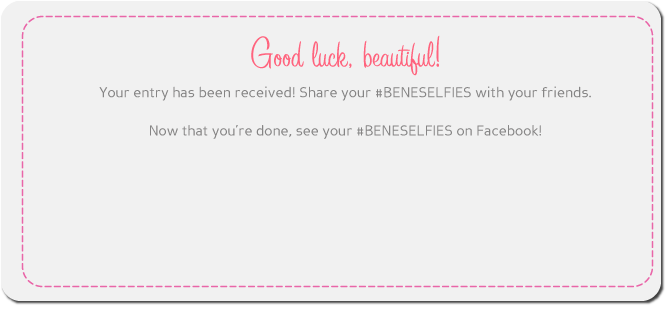 Good luck, beautiful!
Your entry has been received! Share your #BENESELFIES with your friends.
Now that you're done, see your #BENESELFIES on Facebook!